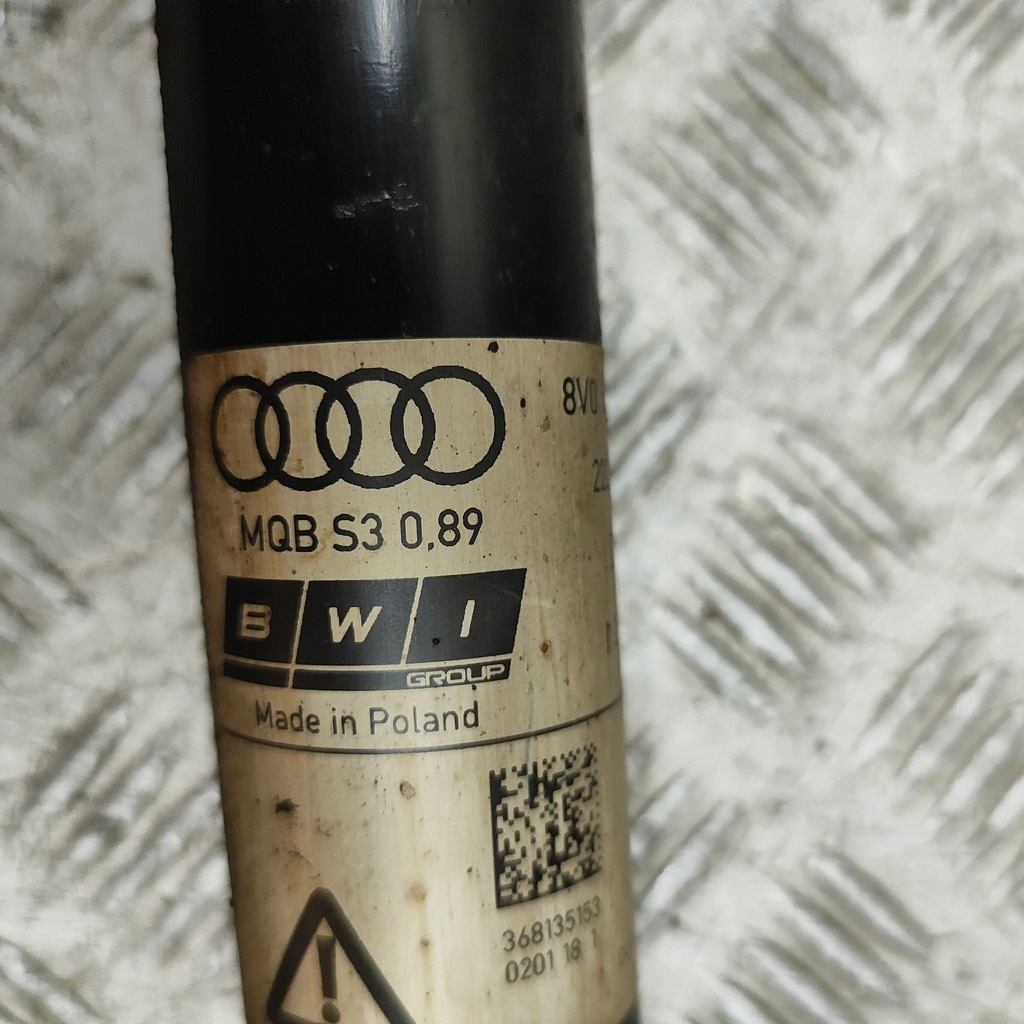 8V0
MQB S3 0,89
BWI
GROUP
Made in Poland
368135153
0201 18 1